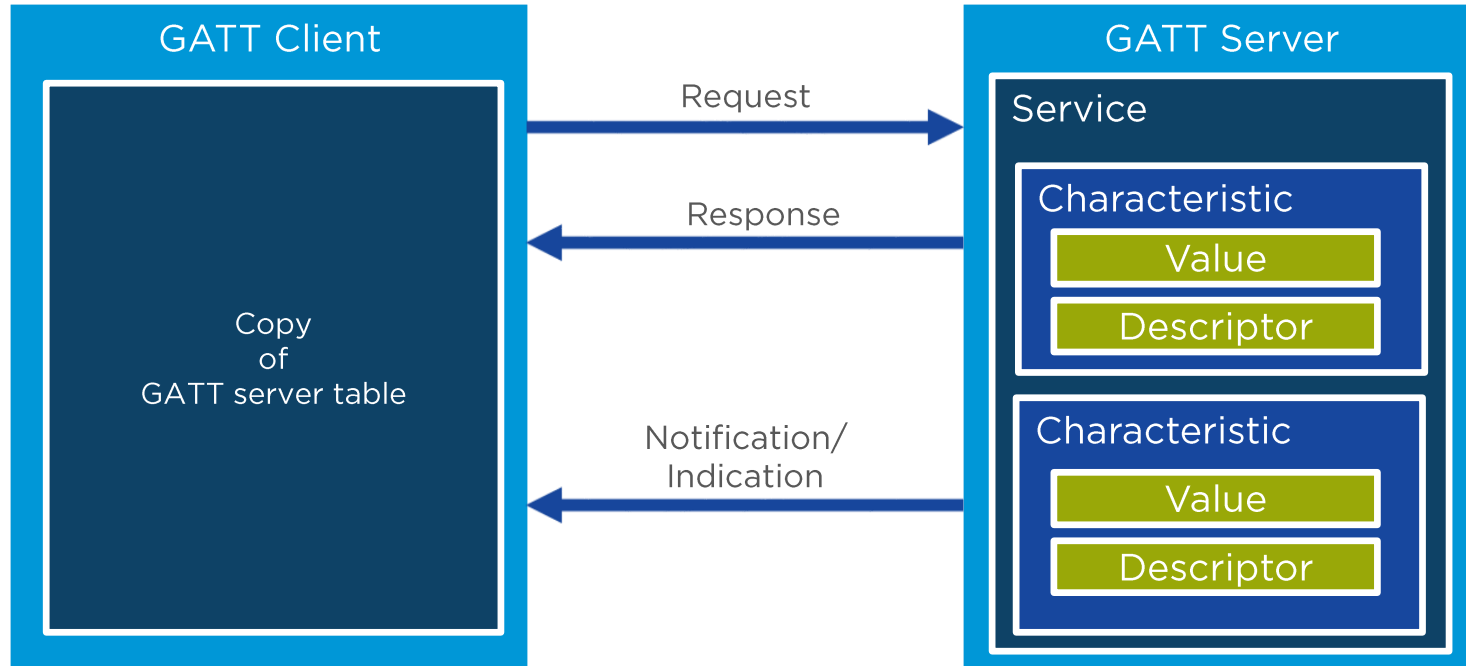 GATT Client
Copy
of
GATT server table
Request
Response
Notification/
Indication
GATT Server
Service
Characteristic
Value
Descriptor
Characteristic
Value
Descriptor